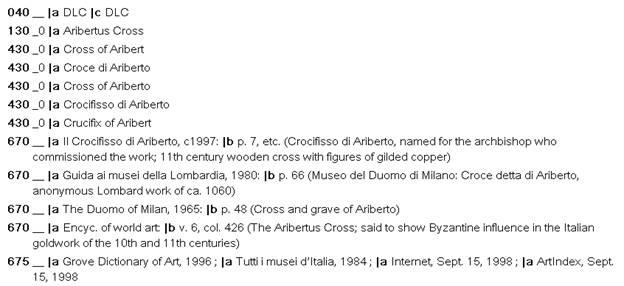 040 __ |a DLC |c DLC
130 _0 |a Aribertus Cross
430 _0 |a Cross of Aribert
430 _0 |a Croce di Ariberto
430 _0 |a Cross of Ariberto
430 _0 |a Crocifisso di Ariberto
430 _0 |a Crucifix of Aribert
670 __ |a Il Crocifisso di Ariberto, c1997: |b p. 7, etc. (Crocifisso di Ariberto, named for the archbishop who
commissioned the work; 11th century wooden cross with figures of gilded copper)
670 __ |a Guida ai musei della Lombardia, 1980: |b p. 66 (Museo del Duomo di Milano: Croce detta di Ariberto,
anonymous Lombard work of ca. 1060)
670 __ |a The Duomo of Milan, 1965: |b p. 48 (Cross and grave of Ariberto)
670 __ |a Encyc. of world art: |b v. 6, col. 426 (The Aribertus Cross; said to show Byzantine influence in the Italian
goldwork of the 10th and 11th centuries)
675 __ |a Grove Dictionary of Art, 1996 ; |a Tutti i musei d'Italia, 1984 ; |a Internet, Sept. 15, 1998 ; |a ArtIndex, Sept.
15, 1998